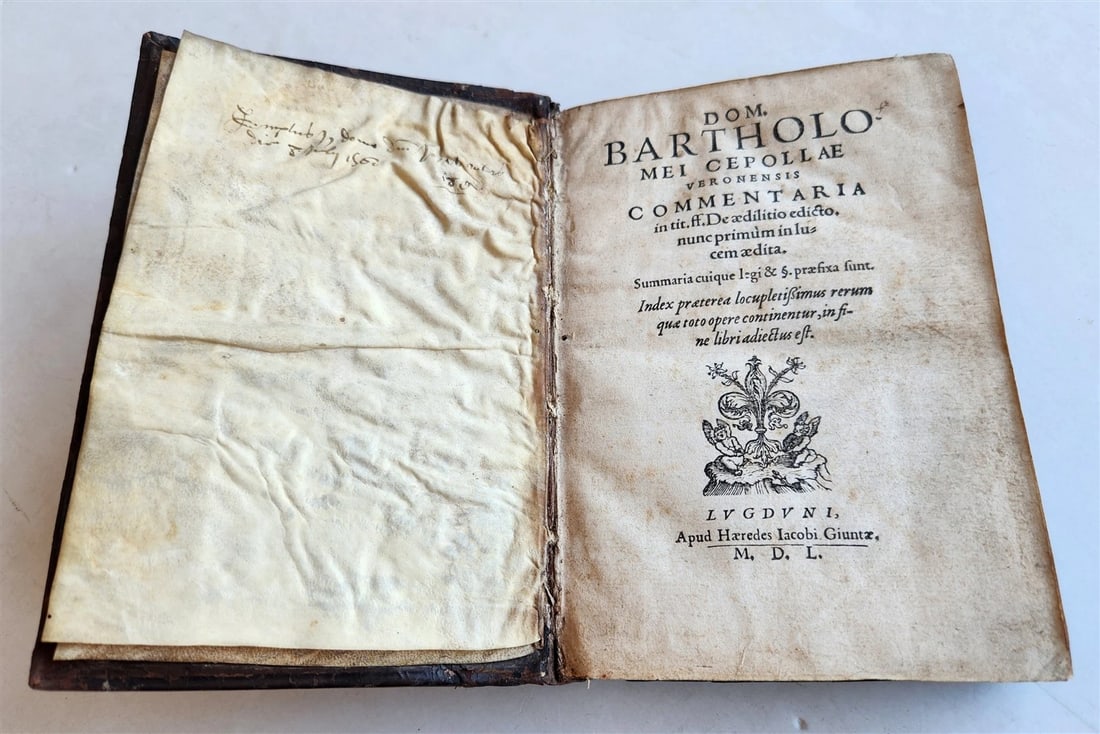 DOM.
BARTHOLO
MEI CEPOLLAE
VERONENSIS
COMMENTARIA
in tit. ff. De ædilitio edicto,
nunc primùm in lu-
cem ædita.
Summaria cuique legi & §. præfixa sunt.
Index præterea locupletißimus rerum
quæ toto opere continentur, in fi-
ne libri adiectus est.
LVGDVNI,
Apud Hæredes Iacobi Giuntæ,
M. D. L.